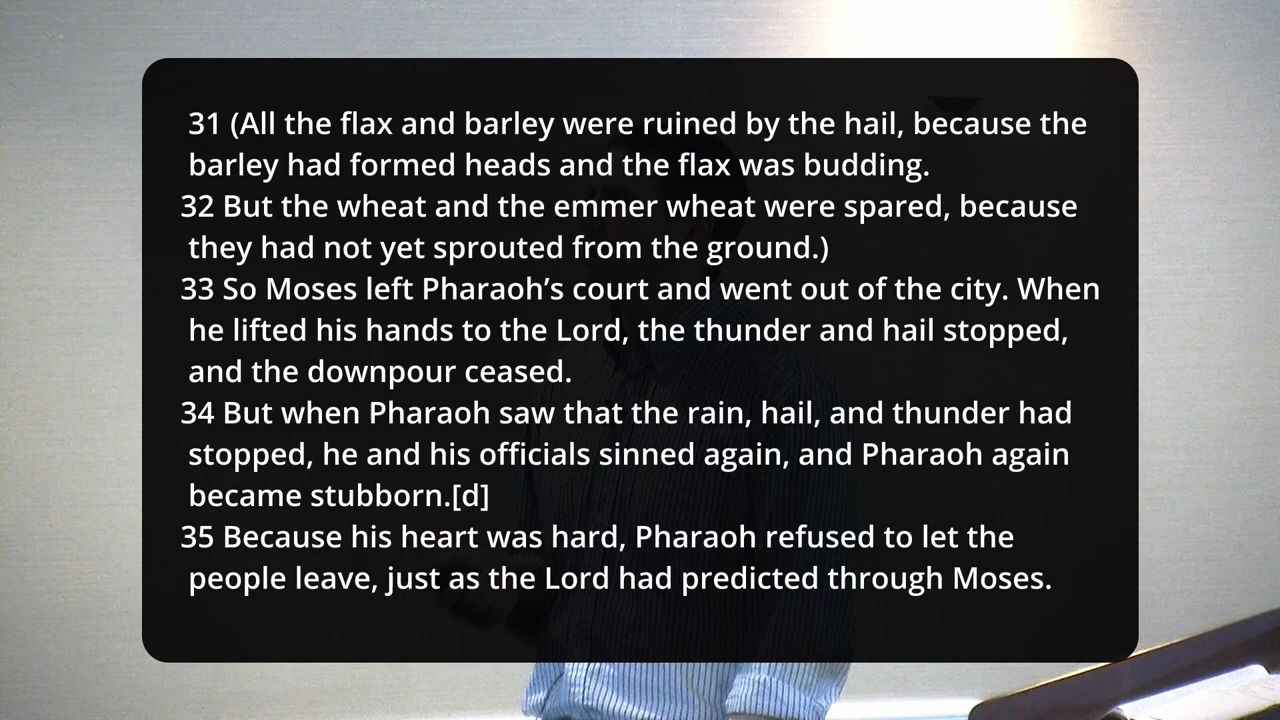 31 (All the flax and barley were ruined by the hail, because the
barley had formed heads and the flax was budding.
32 But the wheat and the emmer wheat were spared, because
they had not yet sprouted from the ground.)
33 So Moses left Pharaoh’s court and went out of the city. When
he lifted his hands to the Lord, the thunder and hail stopped,
and the downpour ceased.
34 But when Pharaoh saw that the rain, hail, and thunder had
stopped, he and his officials sinned again, and Pharaoh again
became stubborn.[d]
35 Because his heart was hard, Pharaoh refused to let the
people leave, just as the Lord had predicted through Moses.